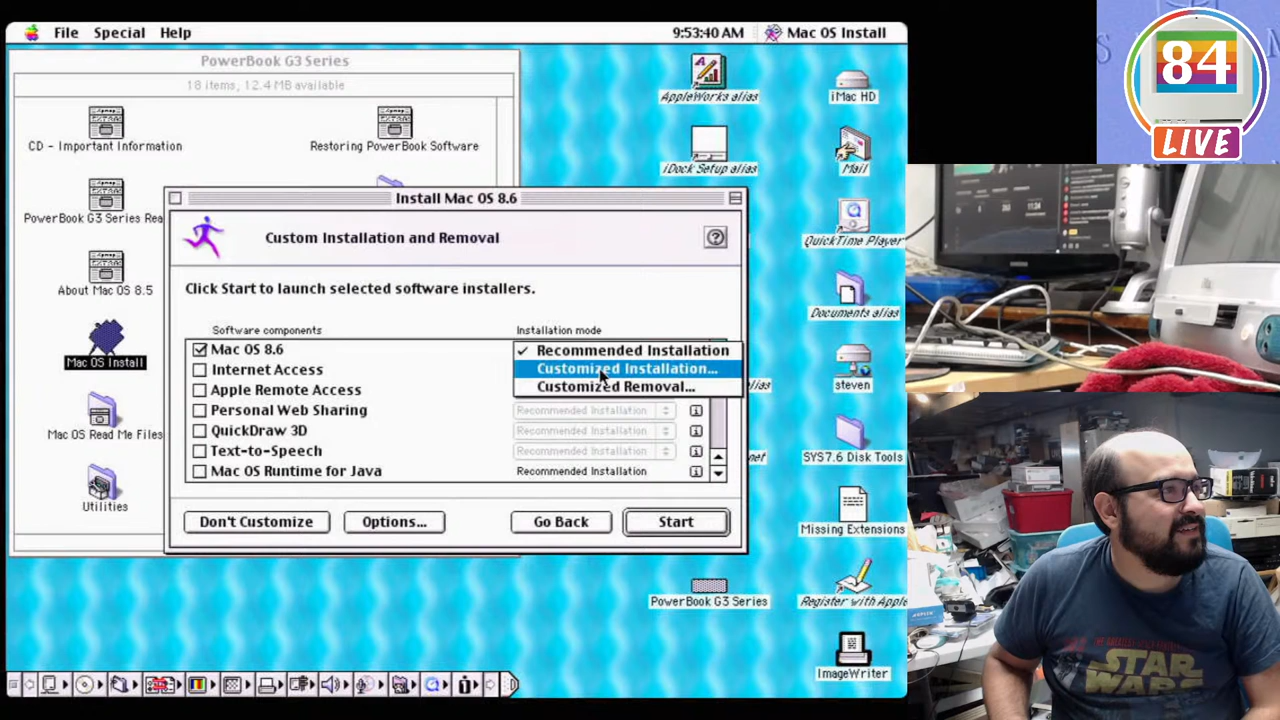 File Special Help 9:53:40 AM Mac OS Install
84
LIVE
PowerBook G3 Series
18 items, 12.4 MB available
CD - Important Information
Restoring PowerBook Software
PowerBook G3 Series Rea
About Mac OS 8.5
Mac OS Install
Mac OS Read Me Files
Utilities
Install Mac OS 8.6
Custom Installation and Removal
?
Click Start to launch selected software installers.
Software components
Installation mode
Mac OS 8.6
Recommended Installation
Customized Installation...
Customized Removal...
Internet Access
Apple Remote Access
Personal Web Sharing
Recommended Installation
QuickDraw 3D
Recommended Installation
Text-to-Speech
Recommended Installation
Mac OS Runtime for Java
Recommended Installation
Don't Customize
Options...
Go Back
Start
AppleWorks alias
iMac HD
iDock Setup alias
Mail
QuickTime Player
Documents alias
alias
steven
net
SYS7.6 Disk Tools
Missing Extensions
PowerBook G3 Series
Register with Apple
ImageWriter
STAR
WARS